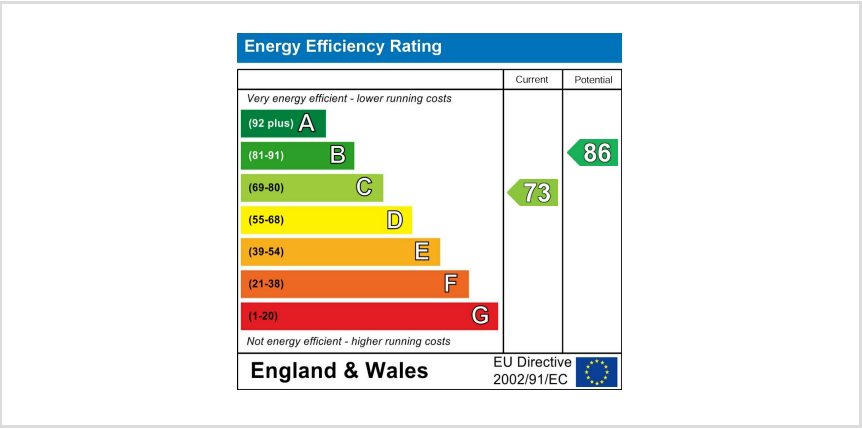 Energy Efficiency Rating
Current Potential
Very energy efficient - lower running costs
(92 plus) A
(81-91) B
(69-80) C
(55-68) D
(39-54) E
(21-38) F
(1-20) G
73
86
Not energy efficient - higher running costs
England & Wales
EU Directive
2002/91/EC